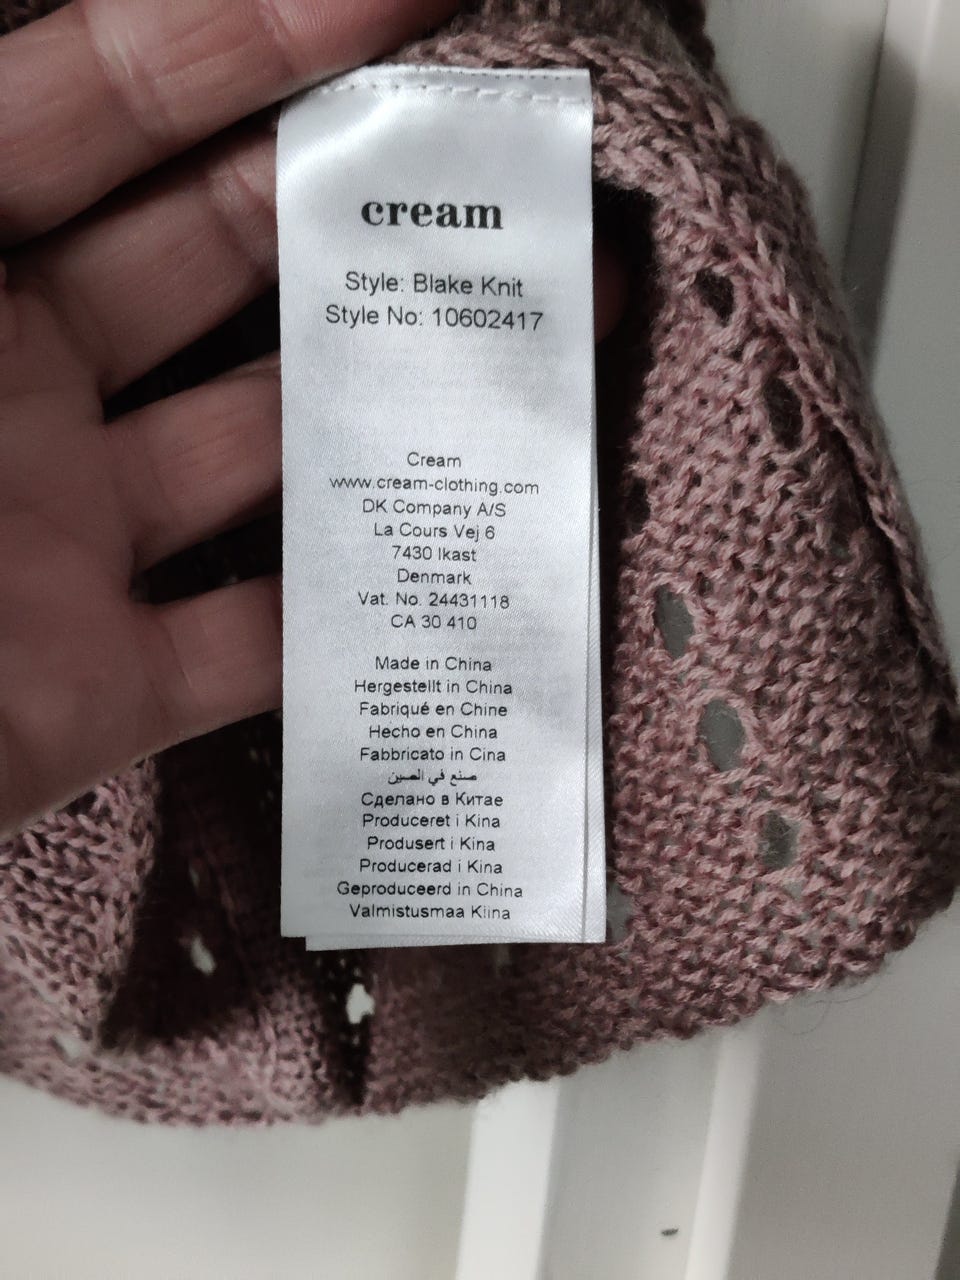 cream
Style: Blake Knit
Style No: 10602417
Cream
www.cream-clothing.com
DK Company A/S
La Cours Vej 6
7430 Ikast
Denmark
Vat. No. 24431118
CA 30 410
Made in China
Hergestellt in China
Fabriqué en Chine
Hecho en China
Fabbricato in Cina
صنع في الصين
Сделано в Китае
Produceret i Kina
Produsert i Kina
Producerad i Kina
Geproduceerd in China
Valmistusmaa Kiina